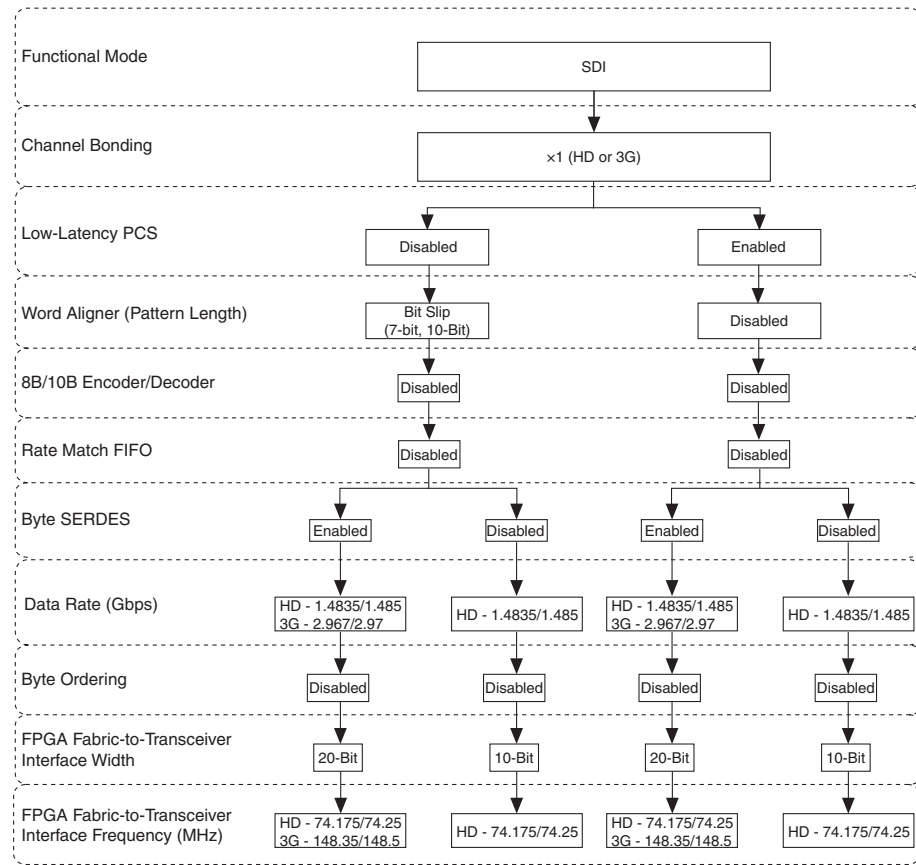 Functional Mode
SDI
Channel Bonding
×1 (HD or 3G)
Low-Latency PCS
Disabled
Enabled
Word Aligner (Pattern Length)
Bit Slip
(7-bit, 10-Bit)
Disabled
8B/10B Encoder/Decoder
Disabled
Disabled
Rate Match FIFO
Disabled
Disabled
Byte SERDES
Enabled
Disabled
Enabled
Disabled
Data Rate (Gbps)
HD - 1.4835/1.485
3G - 2.967/2.97
HD - 1.4835/1.485
HD - 1.4835/1.485
3G - 2.967/2.97
HD - 1.4835/1.485
Byte Ordering
Disabled
Disabled
Disabled
Disabled
FPGA Fabric-to-Transceiver
Interface Width
20-Bit
10-Bit
20-Bit
10-Bit
FPGA Fabric-to-Transceiver
Interface Frequency (MHz)
HD - 74.175/74.25
3G - 148.35/148.5
HD - 74.175/74.25
HD - 74.175/74.25
3G - 148.35/148.5
HD - 74.175/74.25